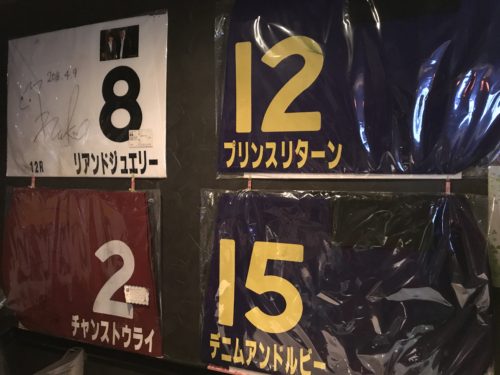 2018.4.9
8
12R
リアンドジュエリー
12
プリンスリターン
2
チャンストウライ
15
デニムアンドルビー